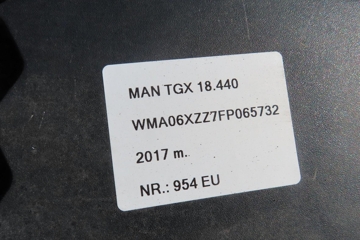 MAN TGX 18.440
WMA06XZZ7FP065732
2017 m.
NR.: 954 EU